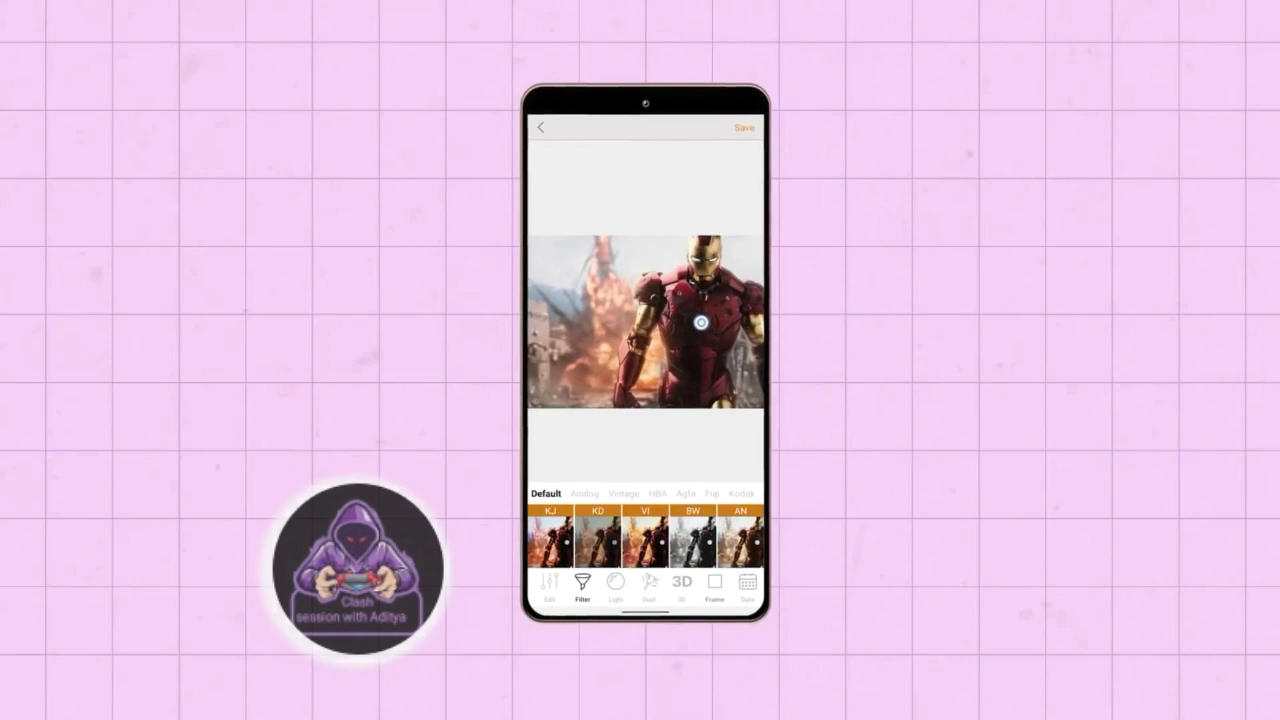 Save
Default Analog Vintage HBA Agfa Fuji Kodak
KJ KD VI BW AN
3D
Edit Filter Light Dust 3D Frame Date
Clash
session with Aditya